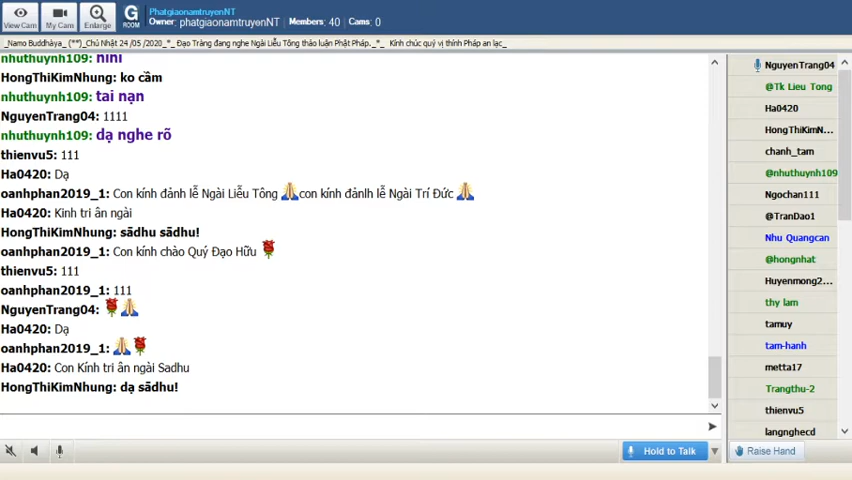 View Cam
My Cam
Enlarge
G
ROOM
PhatgiaonamtruyenNT
Owner: phatgiaonamtruyenNT Members: 40 Cams: 0
_Namo Buddhàya_ (**)_Chủ Nhật 24 /05 /2020_*_ Đạo Tràng đang nghe Ngài Liễu Tông thảo luận Phật Pháp._*_ Kính chúc quý vị thính Pháp an lạc_
nhuthuynh109: hihi
HongThiKimNhung: ko cầm
nhuthuynh109: tai nạn
NguyenTrang04: 1111
nhuthuynh109: dạ nghe rõ
thienvu5: 111
Ha0420: Dạ
oanhphan2019_1: Con kính đảnh lễ Ngài Liễu Tông 🙏con kính đảnlh lễ Ngài Trí Đức 🙏
Ha0420: Kinh tri ân ngài
HongThiKimNhung: sādhu sādhu!
oanhphan2019_1: Con kính chào Quý Đạo Hữu 🌹
thienvu5: 111
oanhphan2019_1: 111
NguyenTrang04: 🌹🙏
Ha0420: Dạ
oanhphan2019_1: 🙏🌹
Ha0420: Con Kính tri ân ngài Sadhu
HongThiKimNhung: dạ sādhu!
NguyenTrang04
@Tk Lieu Tong
Ha0420
HongThiKimN...
chanh_tam
@nhuthuynh109
Ngochan111
@TranDao1
Nhu Quangcan
@hongnhat
Huyenmong2...
thy lam
tamuy
tam-hanh
metta17
Trangthu-2
thienvu5
langnghecd
Hold to Talk
Raise Hand